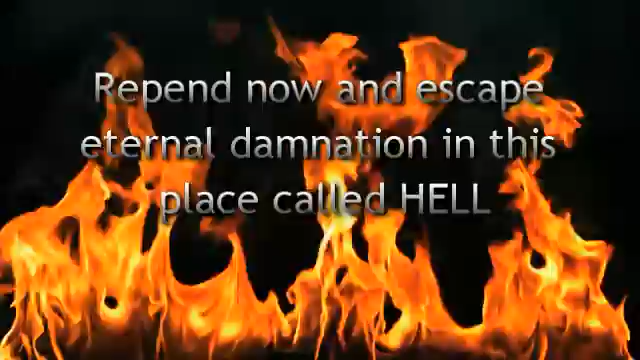 Repend now and escape
eternal damnation in this
place called HELL